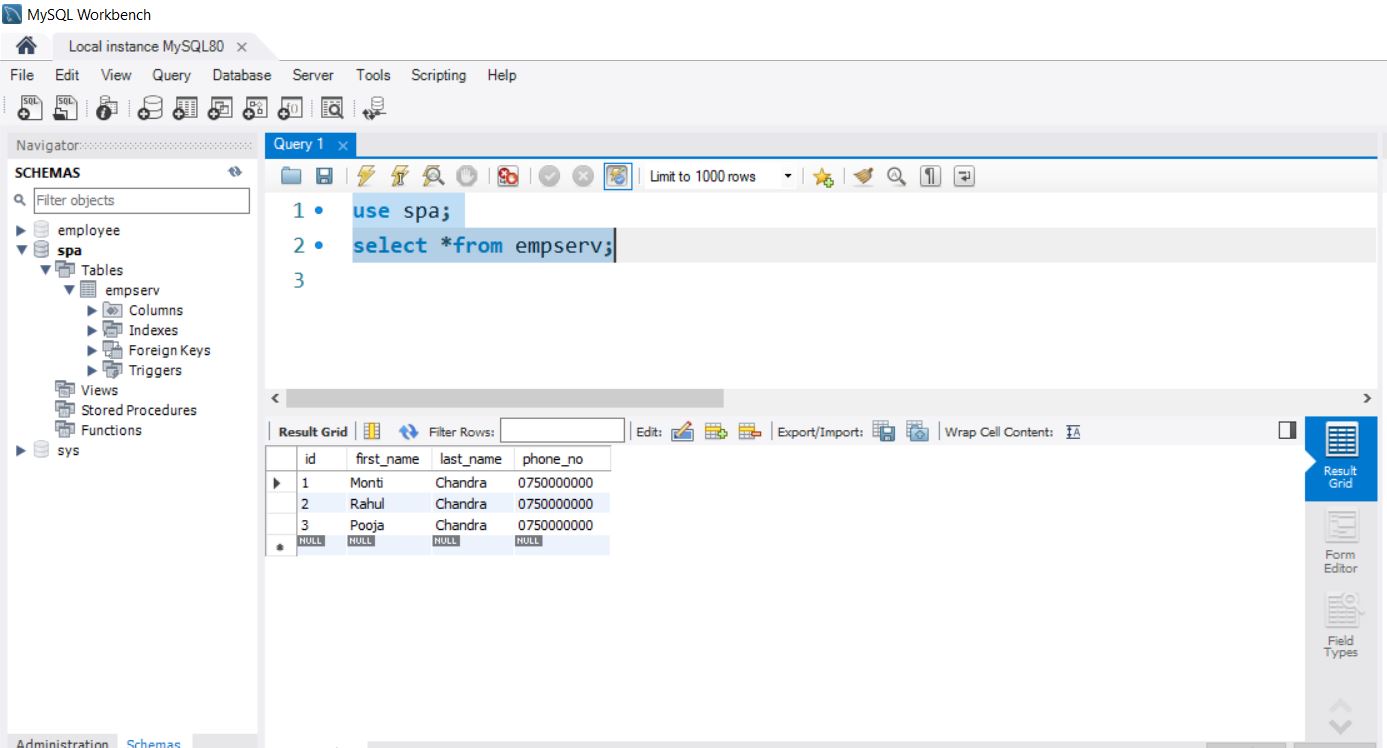 MySQL Workbench
Local instance MySQL80
File Edit View Query Database Server Tools Scripting Help
Navigator
Query 1
SCHEMAS
Limit to 1000 rows
Filter objects
employee
spa
Tables
empserv
Columns
Indexes
Foreign Keys
Triggers
Views
Stored Procedures
Functions
sys
1 use spa;
2 select *from empserv;
3
Result Grid Filter Rows: Edit: Export/Import: Wrap Cell Content:
id first_name last_name phone_no
1 Monti Chandra 0750000000
2 Rahul Chandra 0750000000
3 Pooja Chandra 0750000000
NULL NULL NULL NULL
Result
Grid
Form
Editor
Field
Types
Administration Schemas